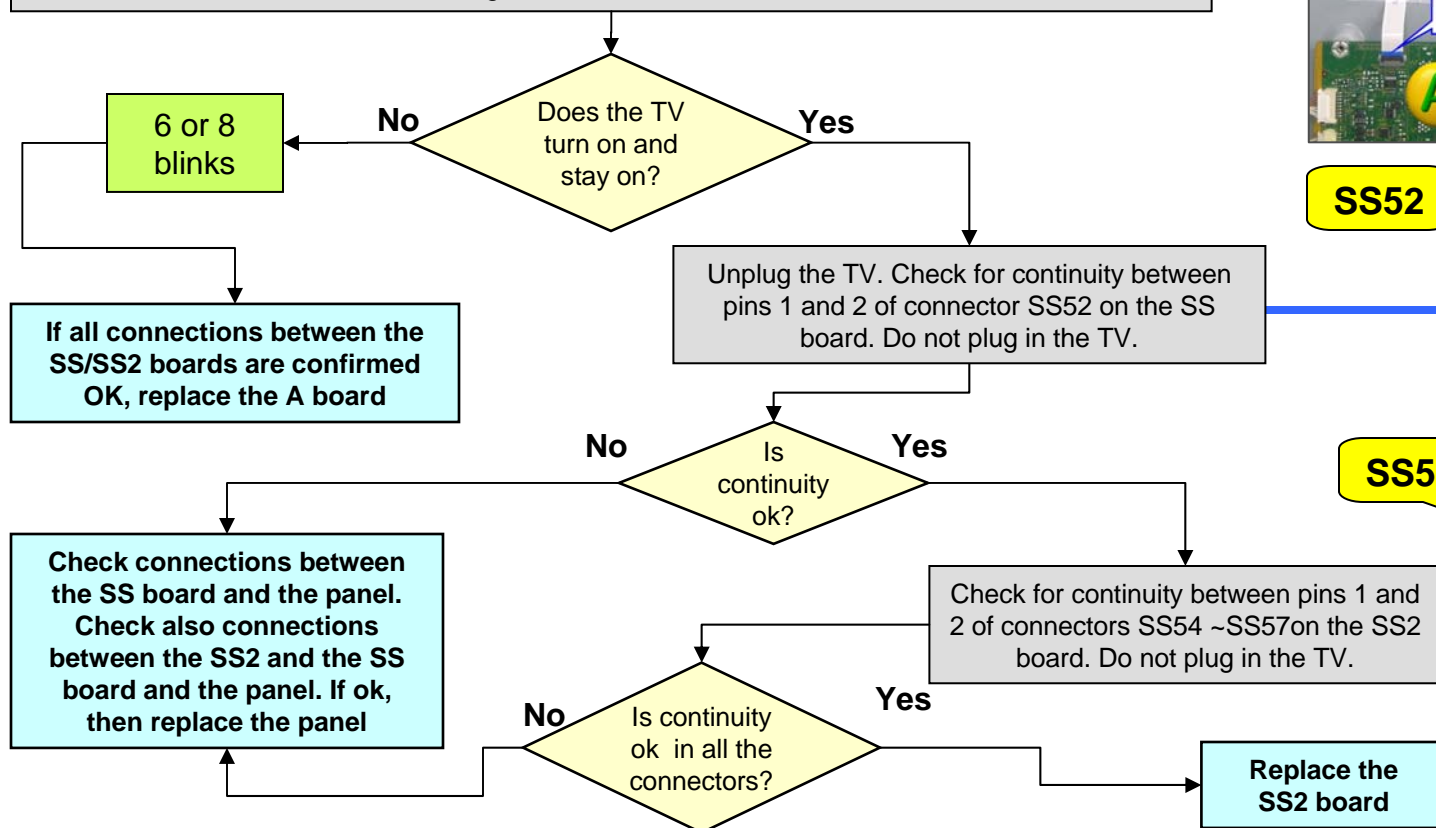 Does the TV
turn on and
stay on?
No
Yes
6 or 8
blinks
SS52
Unplug the TV. Check for continuity between
pins 1 and 2 of connector SS52 on the SS
board. Do not plug in the TV.
If all connections between the
SS/SS2 boards are confirmed
OK, replace the A board
Is
continuity
ok?
No
Yes
SS5
Check connections between
the SS board and the panel.
Check also connections
between the SS2 and the SS
board and the panel. If ok,
then replace the panel
Check for continuity between pins 1 and
2 of connectors SS54 ~SS57on the SS2
board. Do not plug in the TV.
Is continuity
ok in all the
connectors?
No
Yes
Replace the
SS2 board